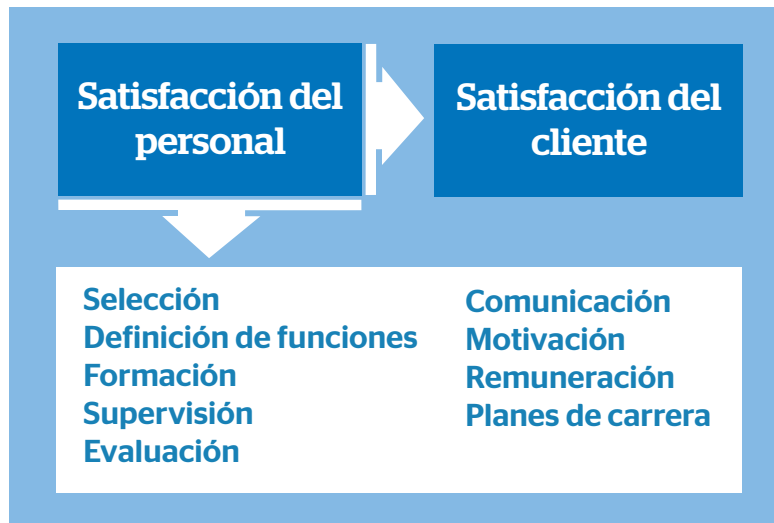 Satisfacción del
personal
Satisfacción del
cliente
Selección
Definición de funciones
Formación
Supervisión
Evaluación
Comunicación
Motivación
Remuneración
Planes de carrera